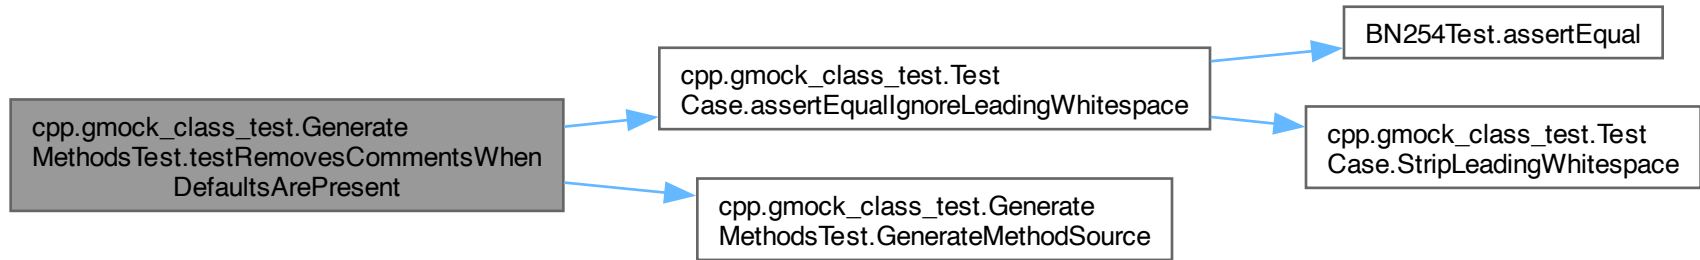 cpp.gmock_class_test.Generate
MethodsTest.testRemovesCommentsWhen
DefaultsArePresent
cpp.gmock_class_test.Test
Case.assertEqualIgnoreLeadingWhitespace
BN254Test.assertEqual
cpp.gmock_class_test.Test
Case.StripLeadingWhitespace
cpp.gmock_class_test.Generate
MethodsTest.GenerateMethodSource